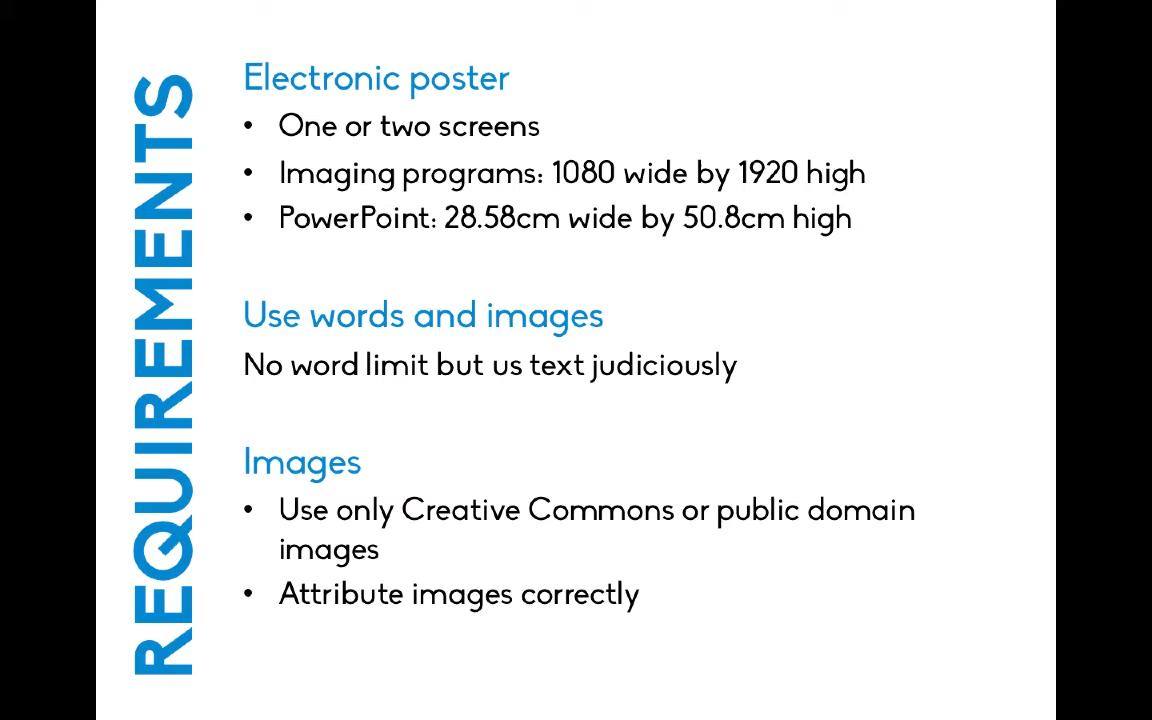 REQUIREMENTS
Electronic poster
• One or two screens
• Imaging programs: 1080 wide by 1920 high
• PowerPoint: 28.58cm wide by 50.8cm high
Use words and images
No word limit but us text judiciously
Images
• Use only Creative Commons or public domain
images
• Attribute images correctly